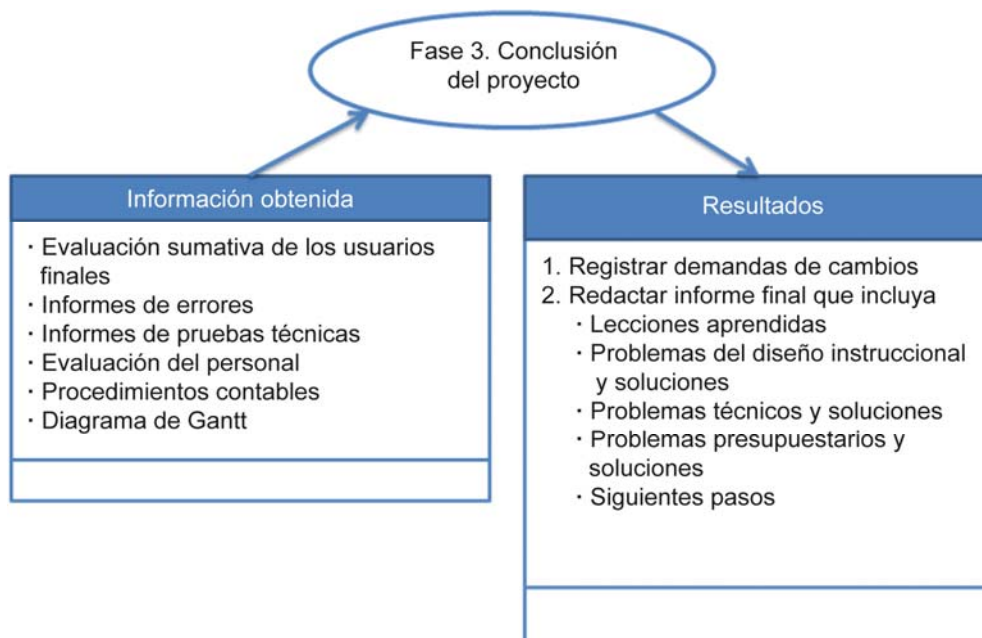 Fase 3. Conclusión
del proyecto
Información obtenida
· Evaluación sumativa de los usuarios
finales
· Informes de errores
· Informes de pruebas técnicas
· Evaluación del personal
· Procedimientos contables
· Diagrama de Gantt
Resultados
1. Registrar demandas de cambios
2. Redactar informe final que incluya
· Lecciones aprendidas
· Problemas del diseño instruccional
y soluciones
· Problemas técnicos y soluciones
· Problemas presupuestarios y
soluciones
· Siguientes pasos